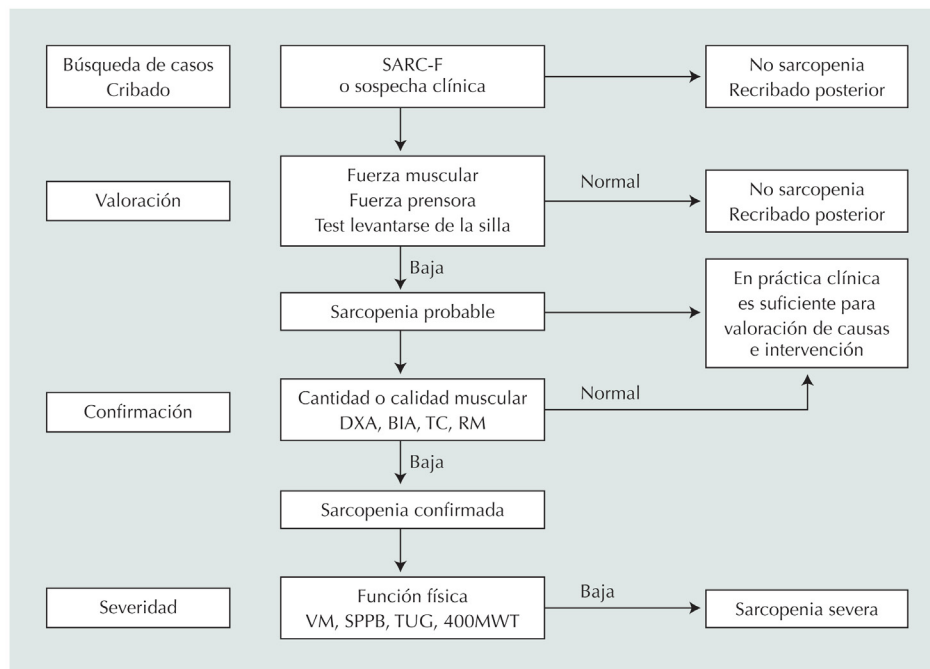 Búsqueda de casos
Cribado
SARC-F
o sospecha clínica
No sarcopenia
Recribado posterior
Valoración
Fuerza muscular
Fuerza prensora
Test levantarse de la silla
Normal
No sarcopenia
Recribado posterior
Baja
Sarcopenia probable
En práctica clínica
es suficiente para
valoración de causas
e intervención
Confirmación
Cantidad o calidad muscular
DXA, BIA, TC, RM
Normal
Baja
Sarcopenia confirmada
Severidad
Función física
VM, SPPB, TUG, 400MWT
Baja
Sarcopenia severa